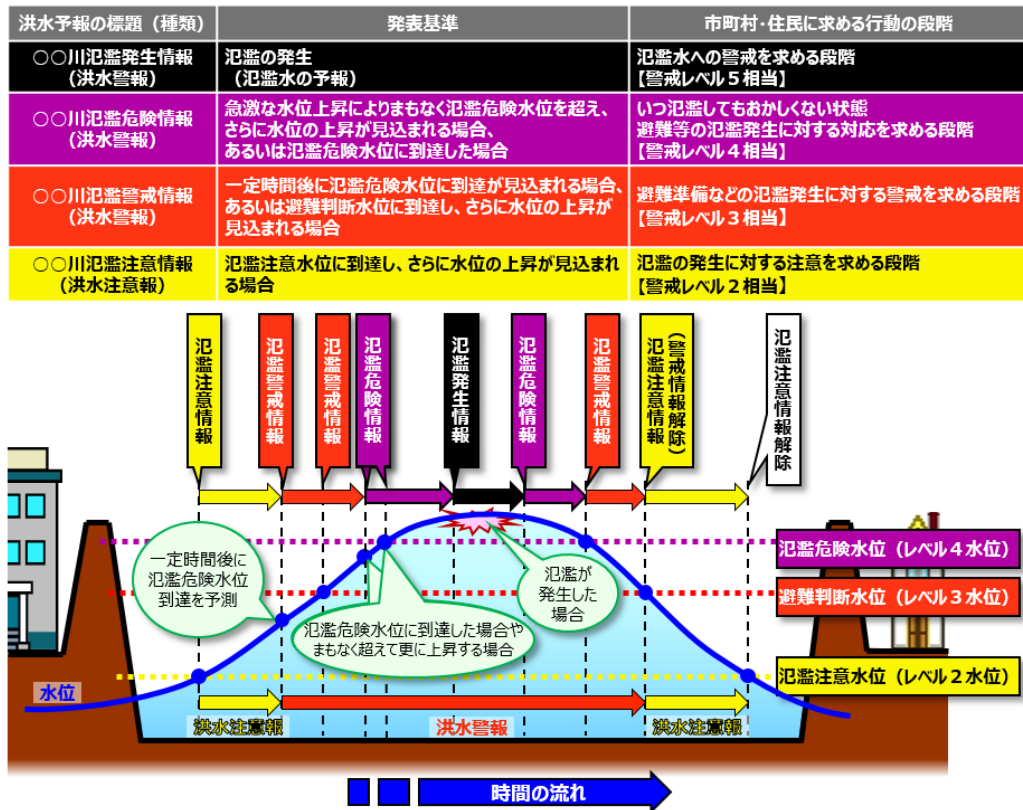 洪水予報の標題（種類）
発表基準
市町村・住民に求める行動の段階
○○川氾濫発生情報
（洪水警報）
氾濫の発生
（氾濫水の予報）
氾濫水への警戒を求める段階
【警戒レベル５相当】
○○川氾濫危険情報
（洪水警報）
急激な水位上昇によりまもなく氾濫危険水位を超え、
さらに水位の上昇が見込まれる場合、
あるいは氾濫危険水位に到達した場合
いつ氾濫してもおかしくない状態
避難等の氾濫発生に対する対応を求める段階
【警戒レベル４相当】
○○川氾濫警戒情報
（洪水警報）
一定時間後に氾濫危険水位に到達が見込まれる場合、
あるいは避難判断水位に到達し、さらに水位の上昇が
見込まれる場合
避難準備などの氾濫発生に対する警戒を求める段階
【警戒レベル３相当】
○○川氾濫注意情報
（洪水注意報）
氾濫注意水位に到達し、さらに水位の上昇が見込まれ
る場合
氾濫の発生に対する注意を求める段階
【警戒レベル２相当】
氾濫注意情報
氾濫警戒情報
氾濫警戒情報
氾濫危険情報
氾濫発生情報
氾濫危険情報
氾濫警戒情報
（警戒情報解除）
氾濫注意情報
氾濫注意情報解除
一定時間後に
氾濫危険水位
到達を予測
氾濫が
発生した
場合
氾濫危険水位に到達した場合や
まもなく超えて更に上昇する場合
氾濫危険水位（レベル４水位）
避難判断水位（レベル３水位）
氾濫注意水位（レベル２水位）
水位
洪水注意報
洪水警報
洪水注意報
時間の流れ